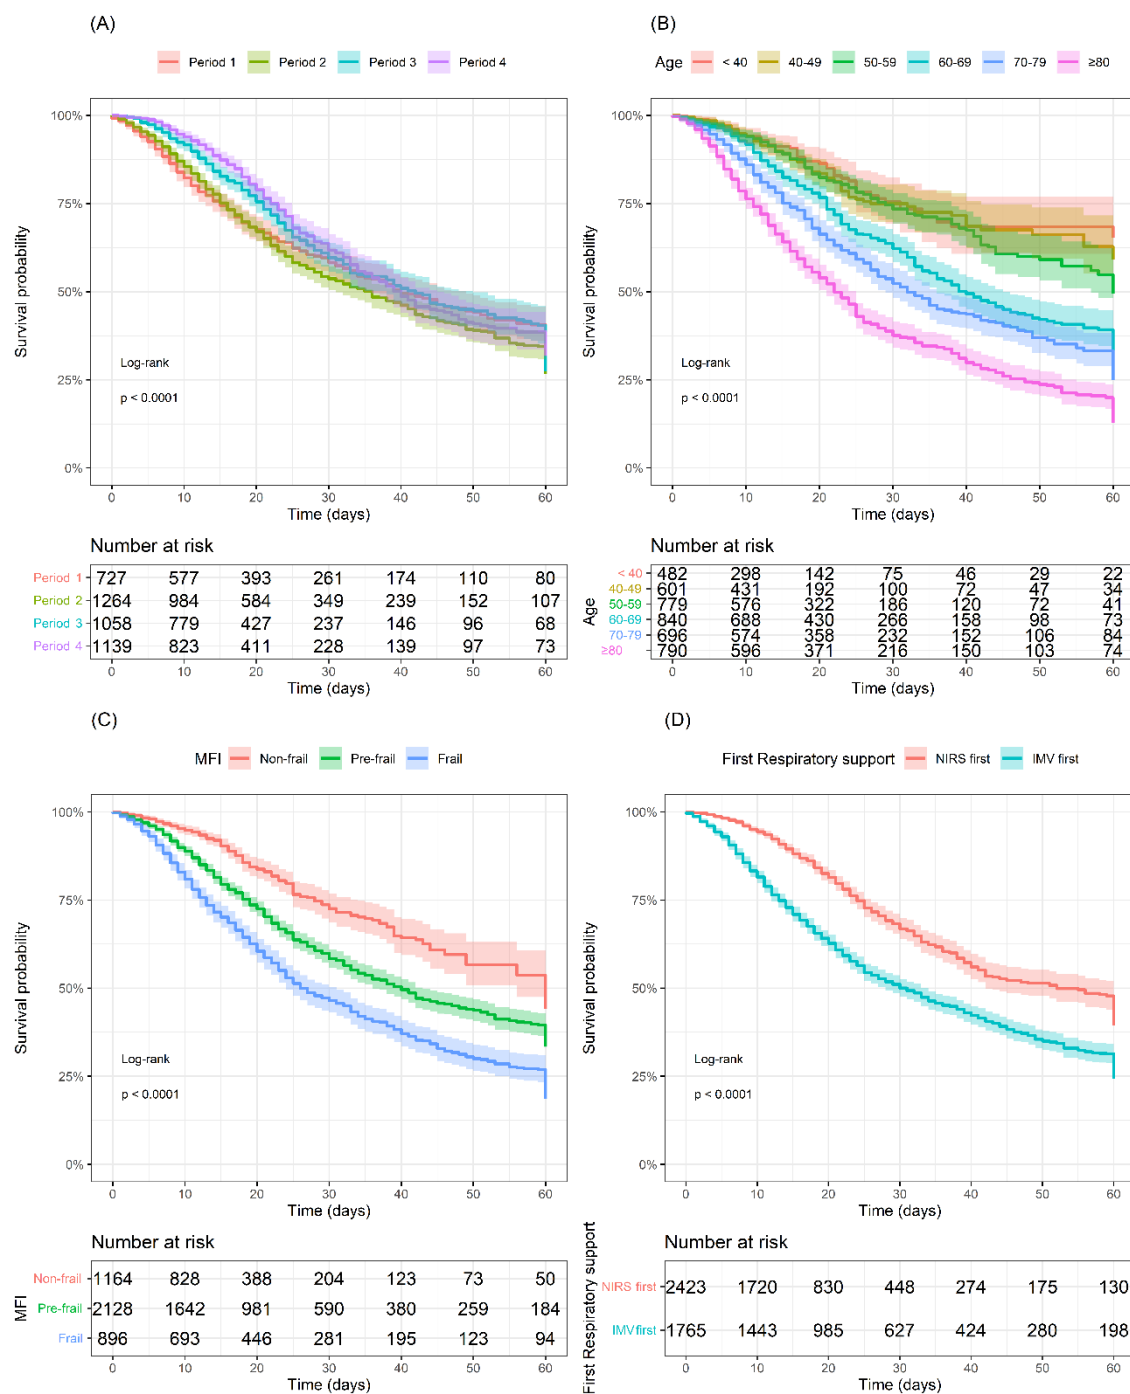 (A)
Period 1 Period 2 Period 3 Period 4
100%
75%
50%
25%
0%
Survival probability
Log-rank
p < 0.0001
0 10 20 30 40 50 60
Time (days)
Number at risk
Period 1 727 577 393 261 174 110 80
Period 2 1264 984 584 349 239 152 107
Period 3 1058 779 427 237 146 96 68
Period 4 1139 823 411 228 139 97 73
0 10 20 30 40 50 60
Time (days)
(B)
Age < 40 40-49 50-59 60-69 70-79 ≥80
100%
75%
50%
25%
0%
Survival probability
Log-rank
p < 0.0001
0 10 20 30 40 50 60
Time (days)
Number at risk
Age
< 40 482 298 142 75 46 29 22
40-49 601 431 192 100 72 47 34
50-59 779 576 322 186 120 72 41
60-69 840 688 430 266 158 98 73
70-79 696 574 358 232 152 106 84
≥80 790 596 371 216 150 103 74
0 10 20 30 40 50 60
Time (days)
(C)
MFI Non-frail Pre-frail Frail
100%
75%
50%
25%
0%
Survival probability
Log-rank
p < 0.0001
0 10 20 30 40 50 60
Time (days)
Number at risk
MFI
Non-frail 1164 828 388 204 123 73 50
Pre-frail 2128 1642 981 590 380 259 184
Frail 896 693 446 281 195 123 94
0 10 20 30 40 50 60
Time (days)
(D)
First Respiratory support NIRS first IMV first
100%
75%
50%
25%
0%
Survival probability
Log-rank
p < 0.0001
0 10 20 30 40 50 60
Time (days)
Number at risk
First Respiratory support
NIRS first 2423 1720 830 448 274 175 130
IMV first 1765 1443 985 627 424 280 198
0 10 20 30 40 50 60
Time (days)